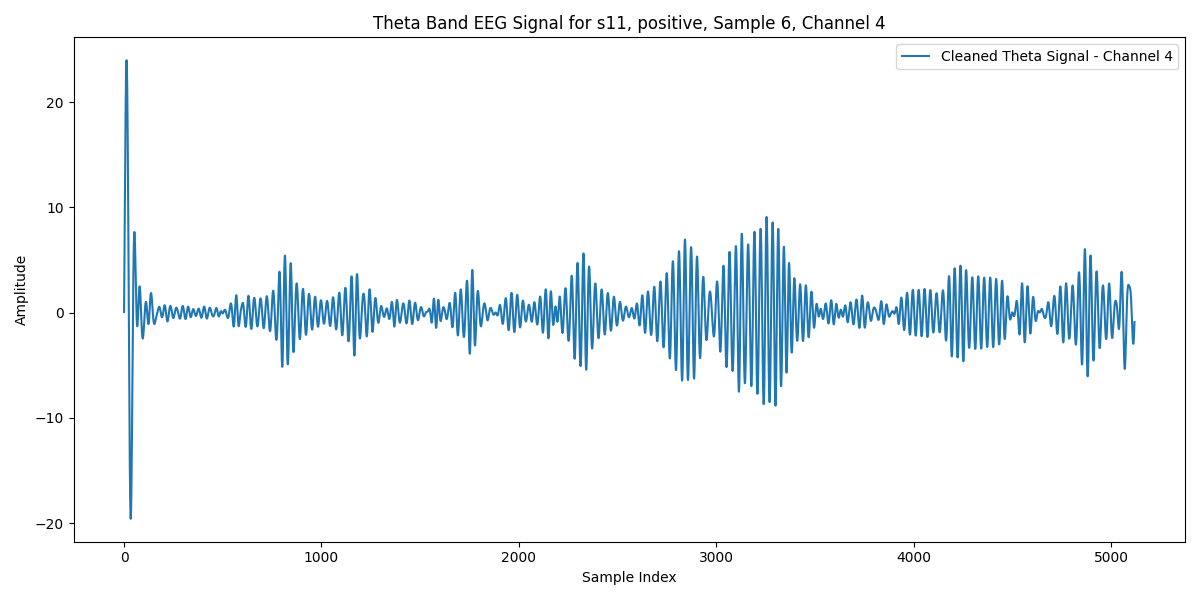 Theta Band EEG Signal for s11, positive, Sample 6, Channel 4
Cleaned Theta Signal - Channel 4
Amplitude
20
10
0
−10
−20
0 1000 2000 3000 4000 5000
Sample Index